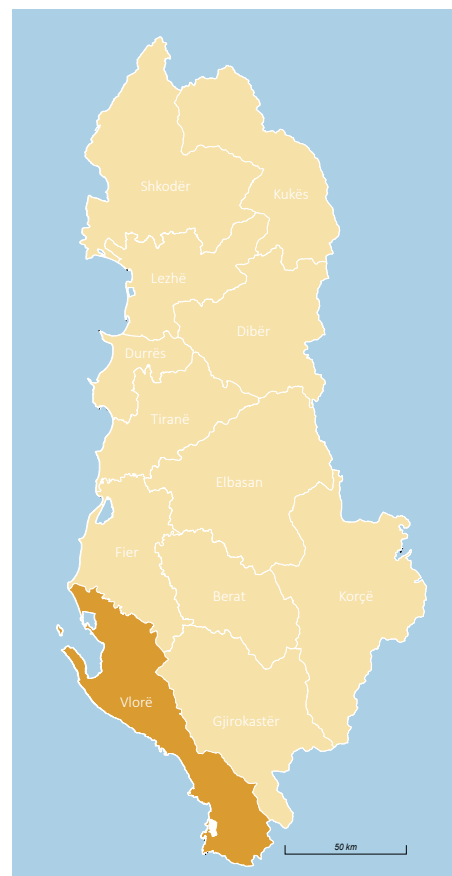 Shkodër
Kukës
Lezhë
Dibër
Durrës
Tiranë
Elbasan
Fier
Berat
Korçë
Vlorë
Gjirokastër
50 km